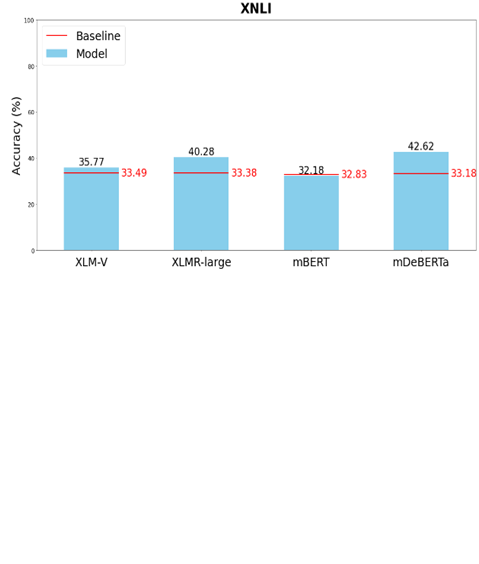 XNLI
Baseline
Model
Accuracy (%)
100
80
60
40
20
0
35.77
33.49
40.28
33.38
32.18
32.83
42.62
33.18
XLM-V
XLMR-large
mBERT
mDeBERTa